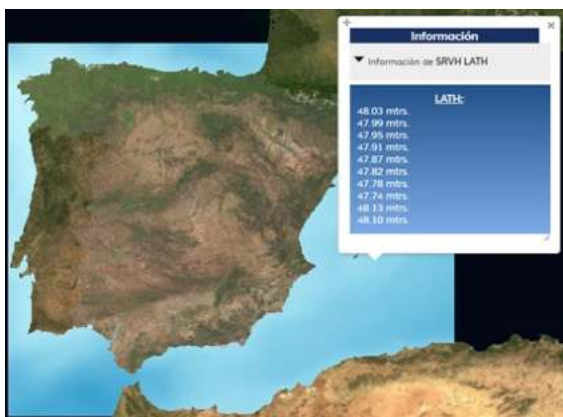 Información
Información de SRVH LATH
LATH:
48.03 mtrs.
47.99 mtrs.
47.95 mtrs.
47.91 mtrs.
47.87 mtrs.
47.82 mtrs.
47.78 mtrs.
47.74 mtrs.
48.13 mtrs.
48.10 mtrs.